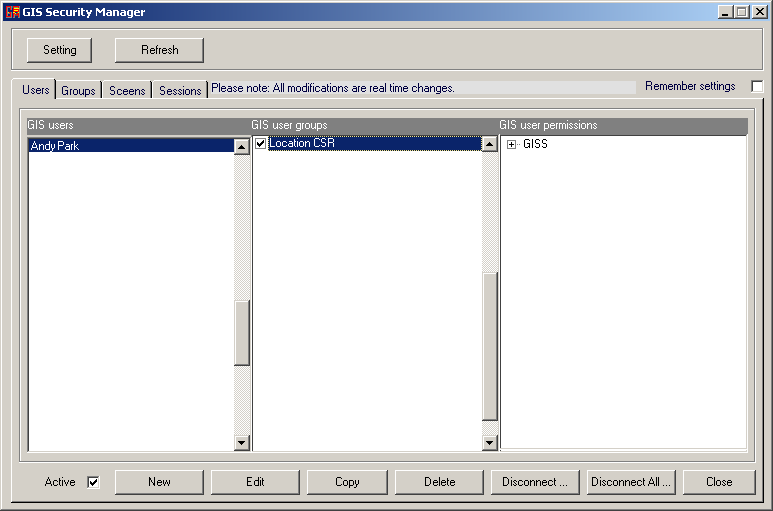 GIS Security Manager
Setting Refresh
Users Groups Sceens Sessions Please note: All modifications are real time changes. Remember settings
GIS users GIS user groups GIS user permissions
Andy Park Location CSR GISS
Active New Edit Copy Delete Disconnect ... Disconnect All ... Close